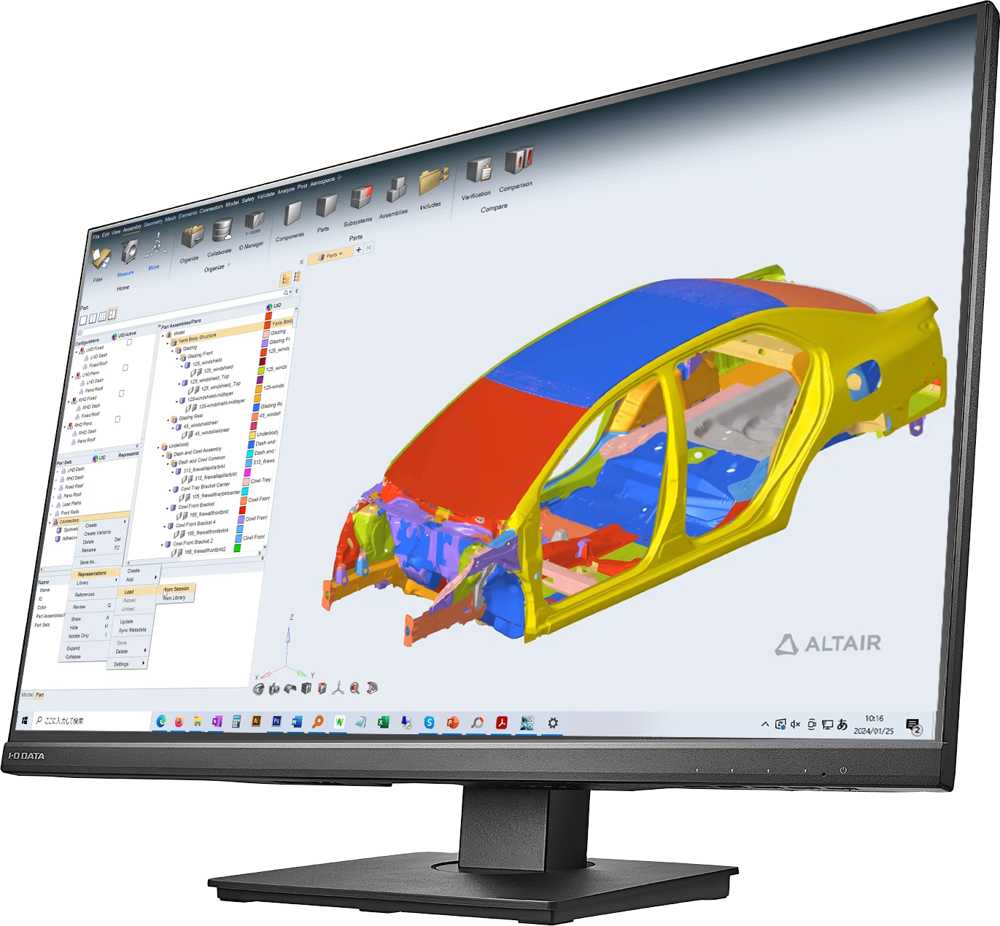 File Edit View Assembly Geometry Mesh Elements Connectors Model Safety Validate Analyze Post Aerospace +
Files
Measure
Move
Home
Organize
Collaborate
1-10,000
ID Manager
Organize
Components
Parts
Subsystems
Assemblies
Includes
Parts
Verification
Comparison
Compare
Parts
Part
Configurations UID Active
LHD Fixed
LHD Dash
Fixed Roof
LHD Pano
LHD Dash
Pano Roof
RHD Fixed
RHD Dash
Fixed Roof
RHD Pano
RHD Dash
Pano Roof
Part Sets UID Representa
LHD Dash
RHD Dash
Fixed Roof
Pano Roof
Load Paths
Front Rails
Connectors
Spotwel
Adhesive
Part Assemblies/Parts UID
Model
Yaris Body Structure Yaris Body
Glazing Glazing
Glazing Front Glazing Fr
125_windshield 125_winds
125_windshield
125_windshield_Top 125_winds
125_windshield_Top
125-windshield-midlayer 125-winds
125-windshield-midlayer
Glazing Rear Glazing Re
45_windshieldrear 45_windsh
45_windshieldrear
Underbody Underbody
Dash and Cowl Assembly Dash and
Dash and Cowl Common Dash and
313_firewallapillarbrkt 313_firewa
313_firewallapillarbrkt
Cowl Tray Bracket Center Cowl Tray
105_firewalltraybrktcenter
Cowl Front Bracket Cowl Front
165_firewallfrontbrkt
Cowl Front Bracket 4 Cowl Front
165_firewallfrontbrkt4
Cowl Front Bracket 2 Cowl Front
166_firewallfrontbrkt2
Create
Create Variants
Delete Del
Rename F2
Save As...
Representations
Library
References
Review Q
Show A
Hide H
Isolate Only I
Expand
Collapse
Create
Add
Load
Reload
Unload
Update
Sync Metadata
Save
Delete
Settings
from Session
from Library
Name
Name
ID
Color
Part Assemblies/P
Part Sets
Z
X
Y
Model Part
ALTAIR
ここに入力して検索
あ
10:16
2024/01/25
2
I-O DATA